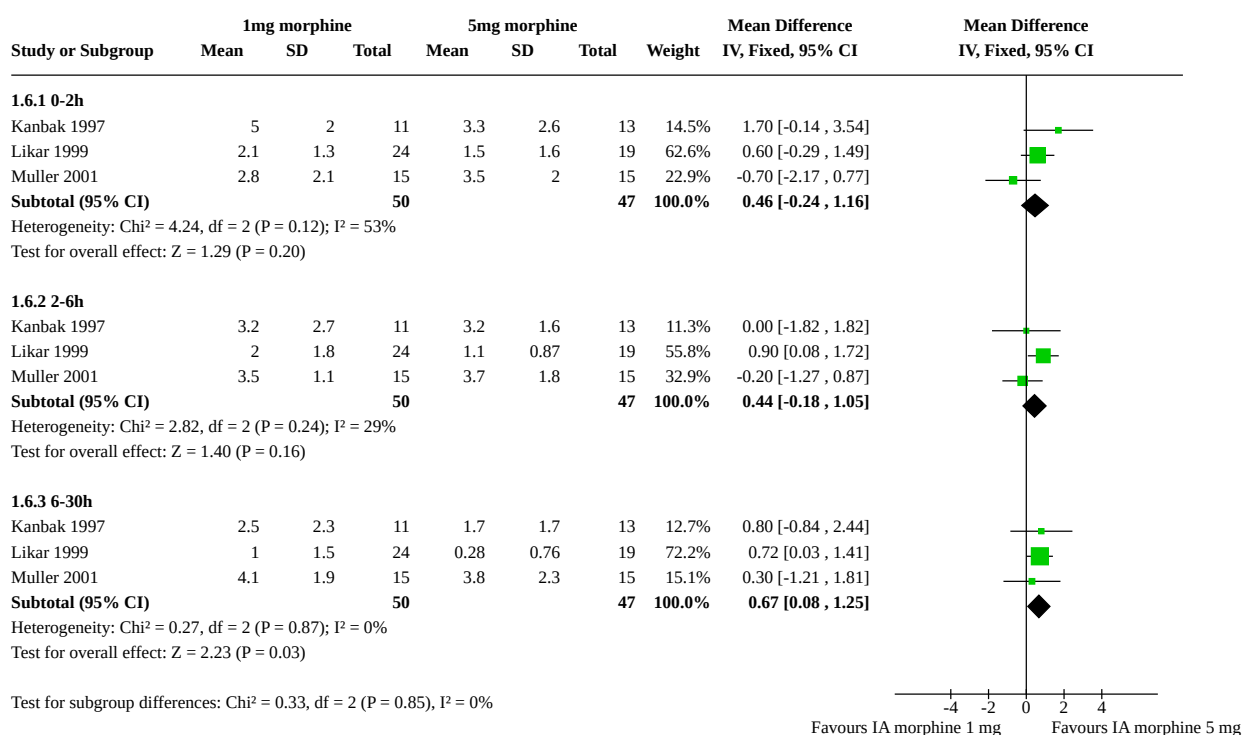 1mg morphine 5mg morphine Mean Difference Mean Difference
Study or Subgroup Mean SD Total Mean SD Total Weight IV, Fixed, 95% CI IV, Fixed, 95% CI
1.6.1 0-2h
Kanbak 1997 5 2 11 3.3 2.6 13 14.5% 1.70 [-0.14 , 3.54]
Likar 1999 2.1 1.3 24 1.5 1.6 19 62.6% 0.60 [-0.29 , 1.49]
Muller 2001 2.8 2.1 15 3.5 2 15 22.9% -0.70 [-2.17 , 0.77]
Subtotal (95% CI) 50 47 100.0% 0.46 [-0.24 , 1.16]
Heterogeneity: Chi² = 4.24, df = 2 (P = 0.12); I² = 53%
Test for overall effect: Z = 1.29 (P = 0.20)
1.6.2 2-6h
Kanbak 1997 3.2 2.7 11 3.2 1.6 13 11.3% 0.00 [-1.82 , 1.82]
Likar 1999 2 1.8 24 1.1 0.87 19 55.8% 0.90 [0.08 , 1.72]
Muller 2001 3.5 1.1 15 3.7 1.8 15 32.9% -0.20 [-1.27 , 0.87]
Subtotal (95% CI) 50 47 100.0% 0.44 [-0.18 , 1.05]
Heterogeneity: Chi² = 2.82, df = 2 (P = 0.24); I² = 29%
Test for overall effect: Z = 1.40 (P = 0.16)
1.6.3 6-30h
Kanbak 1997 2.5 2.3 11 1.7 1.7 13 12.7% 0.80 [-0.84 , 2.44]
Likar 1999 1 1.5 24 0.28 0.76 19 72.2% 0.72 [0.03 , 1.41]
Muller 2001 4.1 1.9 15 3.8 2.3 15 15.1% 0.30 [-1.21 , 1.81]
Subtotal (95% CI) 50 47 100.0% 0.67 [0.08 , 1.25]
Heterogeneity: Chi² = 0.27, df = 2 (P = 0.87); I² = 0%
Test for overall effect: Z = 2.23 (P = 0.03)
Test for subgroup differences: Chi² = 0.33, df = 2 (P = 0.85), I² = 0%
-4 -2 0 2 4
Favours IA morphine 1 mg Favours IA morphine 5 mg